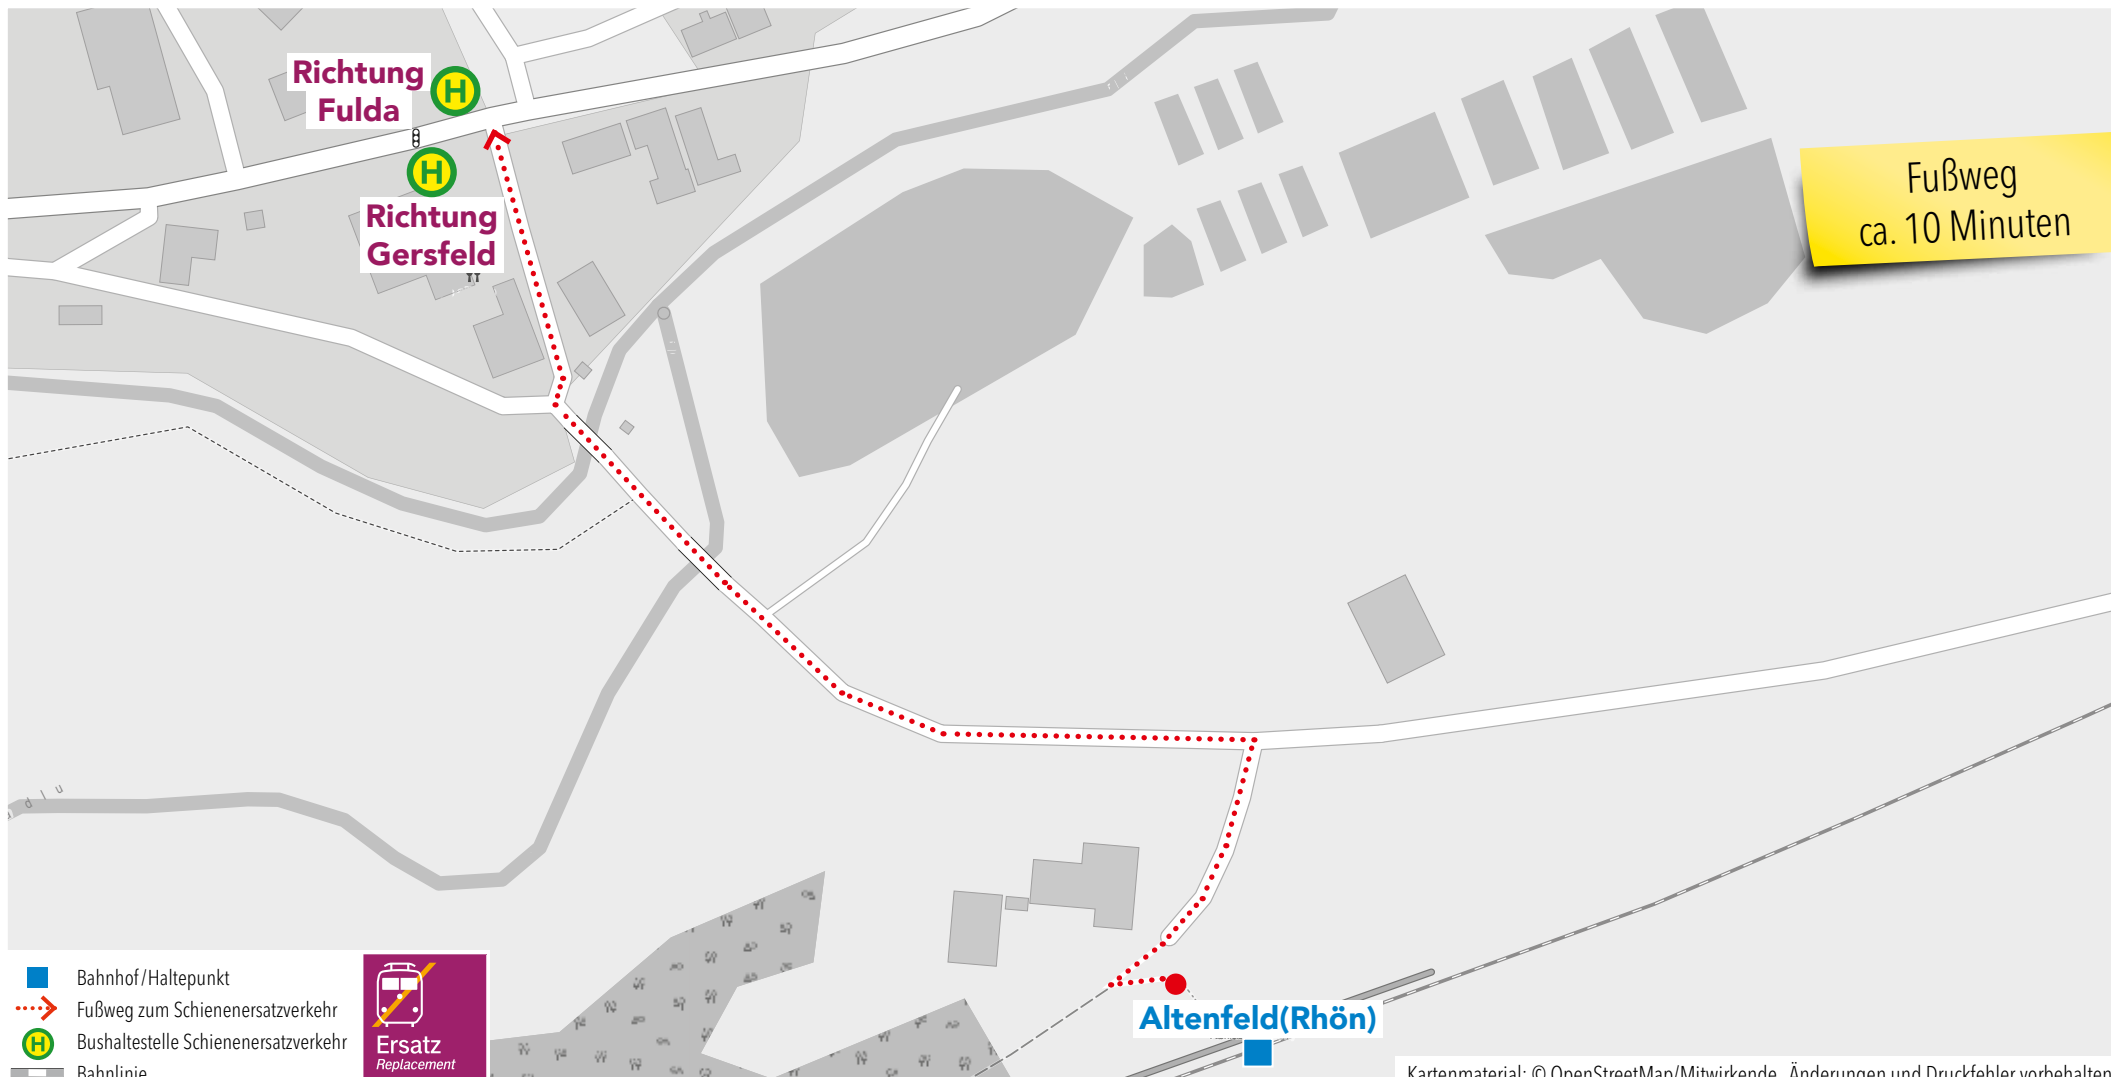 Richtung
Fulda
H
H
Richtung
Gersfeld
Fußweg
ca. 10 Minuten
Altenfeld(Rhön)
Bahnhof/Haltepunkt
Fußweg zum Schienenersatzverkehr
H
Bushaltestelle Schienenersatzverkehr
Bahnlinie
Ersatz
Replacement
Kartenmaterial: © OpenStreetMap/Mitwirkende, Änderungen und Druckfehler vorbehalten